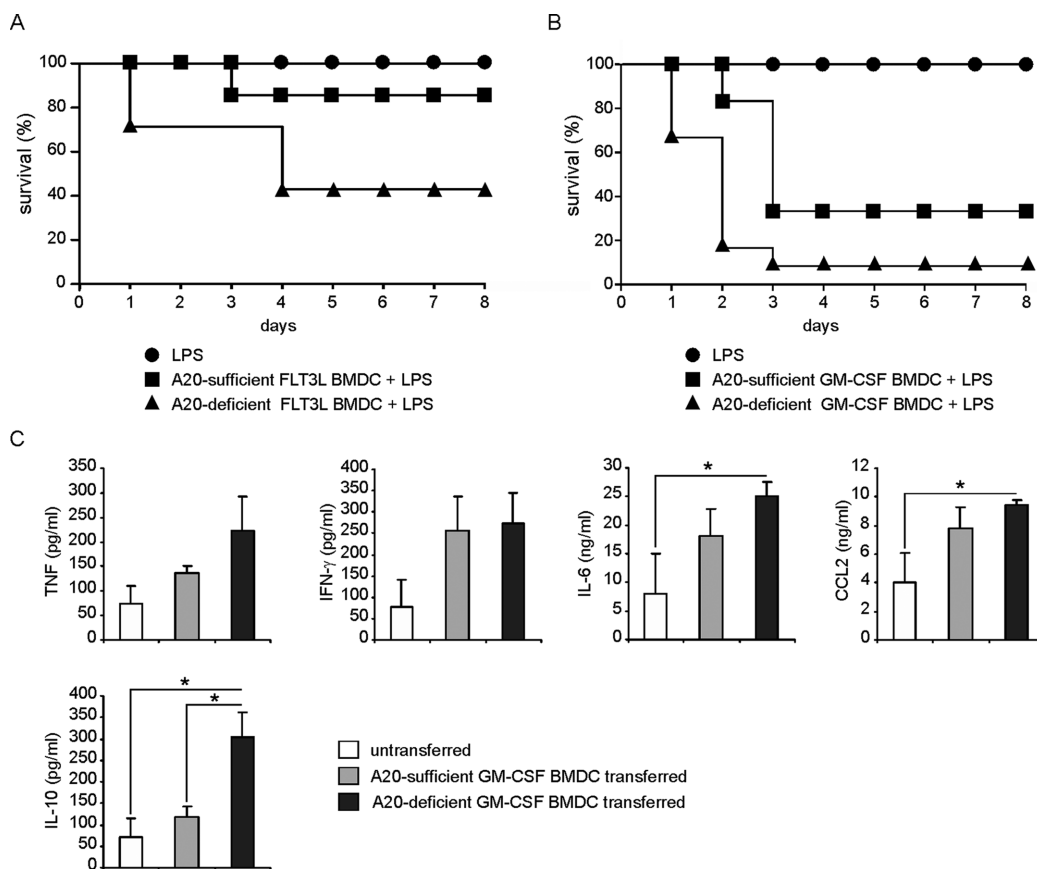 A
survival (%)
100
80
60
40
20
0
0 1 2 3 4 5 6 7 8
days
LPS
A20-sufficient FLT3L BMDC + LPS
A20-deficient FLT3L BMDC + LPS
B
survival (%)
100
80
60
40
20
0
0 1 2 3 4 5 6 7 8
days
LPS
A20-sufficient GM-CSF BMDC + LPS
A20-deficient GM-CSF BMDC + LPS
C
TNF (pg/ml)
350
300
250
200
150
100
50
0
IFN-γ (pg/ml)
400
350
300
250
200
150
100
50
0
IL-6 (ng/ml)
30
25
20
15
10
5
0
*
CCL2 (ng/ml)
12
10
8
6
4
2
0
*
IL-10 (pg/ml)
400
350
300
250
200
150
100
50
0
*
*
untransferred
A20-sufficient GM-CSF BMDC transferred
A20-deficient GM-CSF BMDC transferred